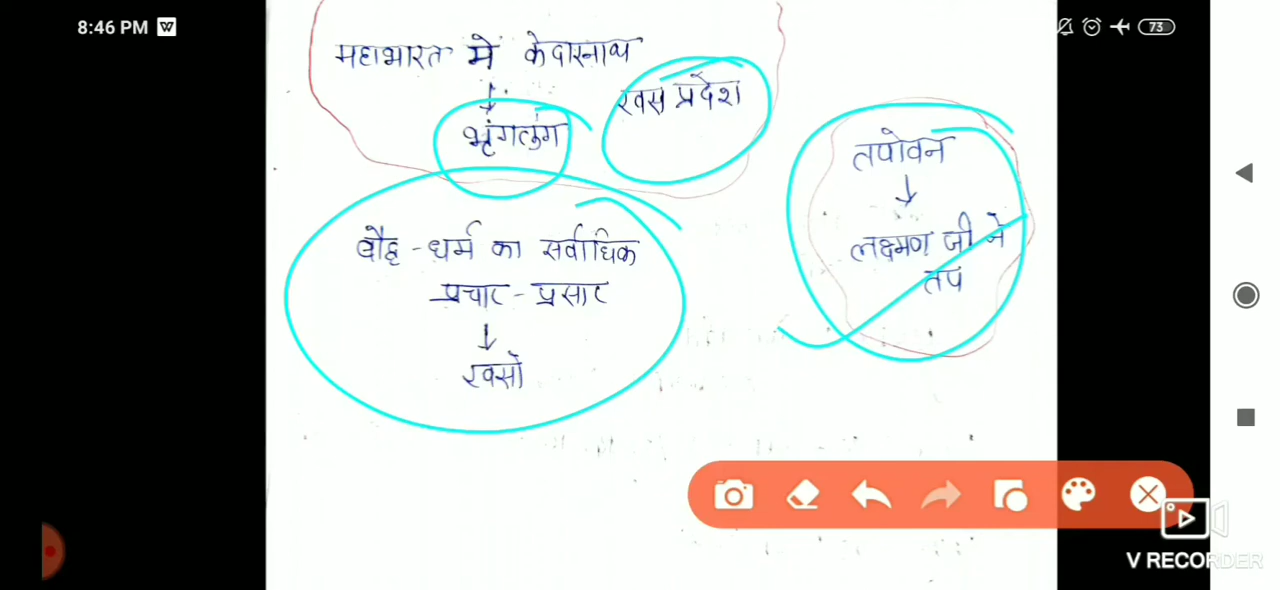 8:46 PM W
73
महाभारत में केदारनाथ
↓
भृंगतुंग
खस प्रदेश
तपोवन
↓
लक्ष्मण जी ने
तप
बौद्ध - धर्म का सर्वाधिक
प्रचार - प्रसार
↓
खसो
V RECORDER